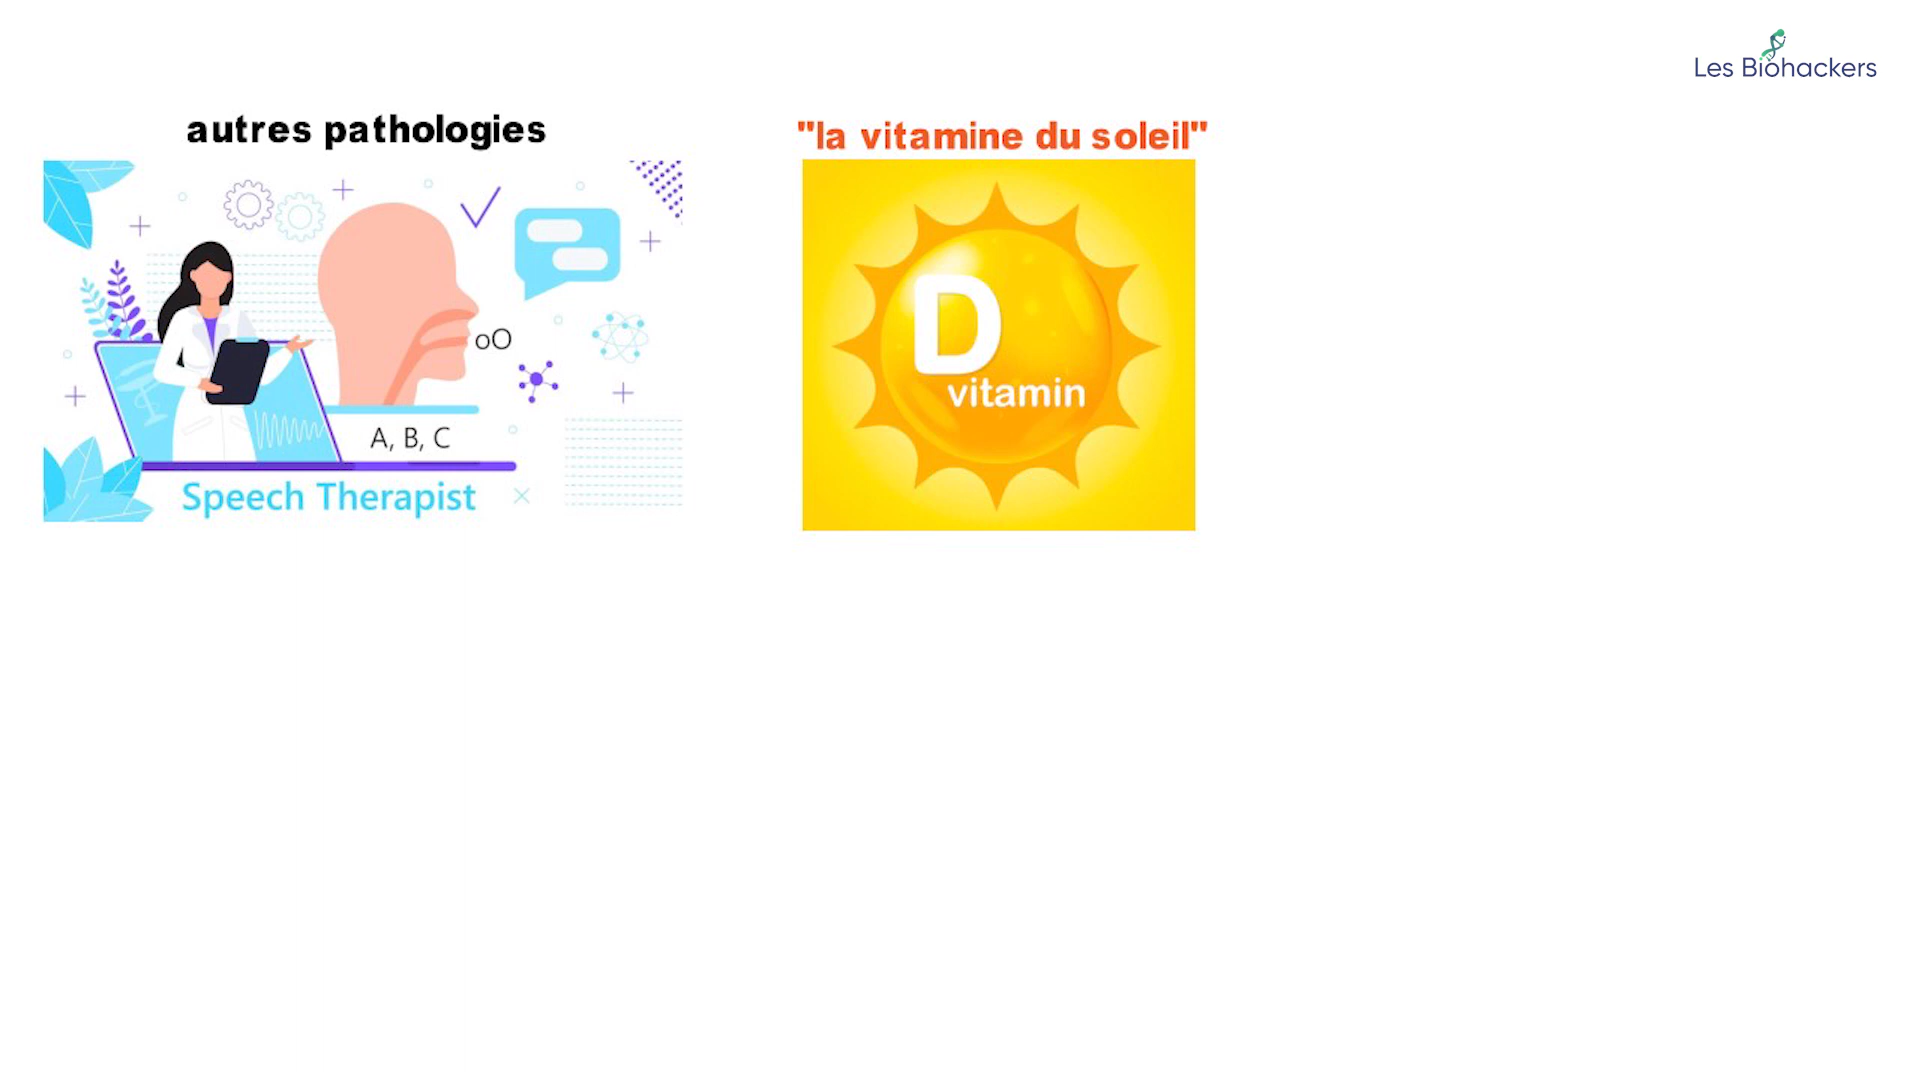 Les Biohackers
autres pathologies
"la vitamine du soleil"
oO
A, B, C
Speech Therapist
D
vitamin